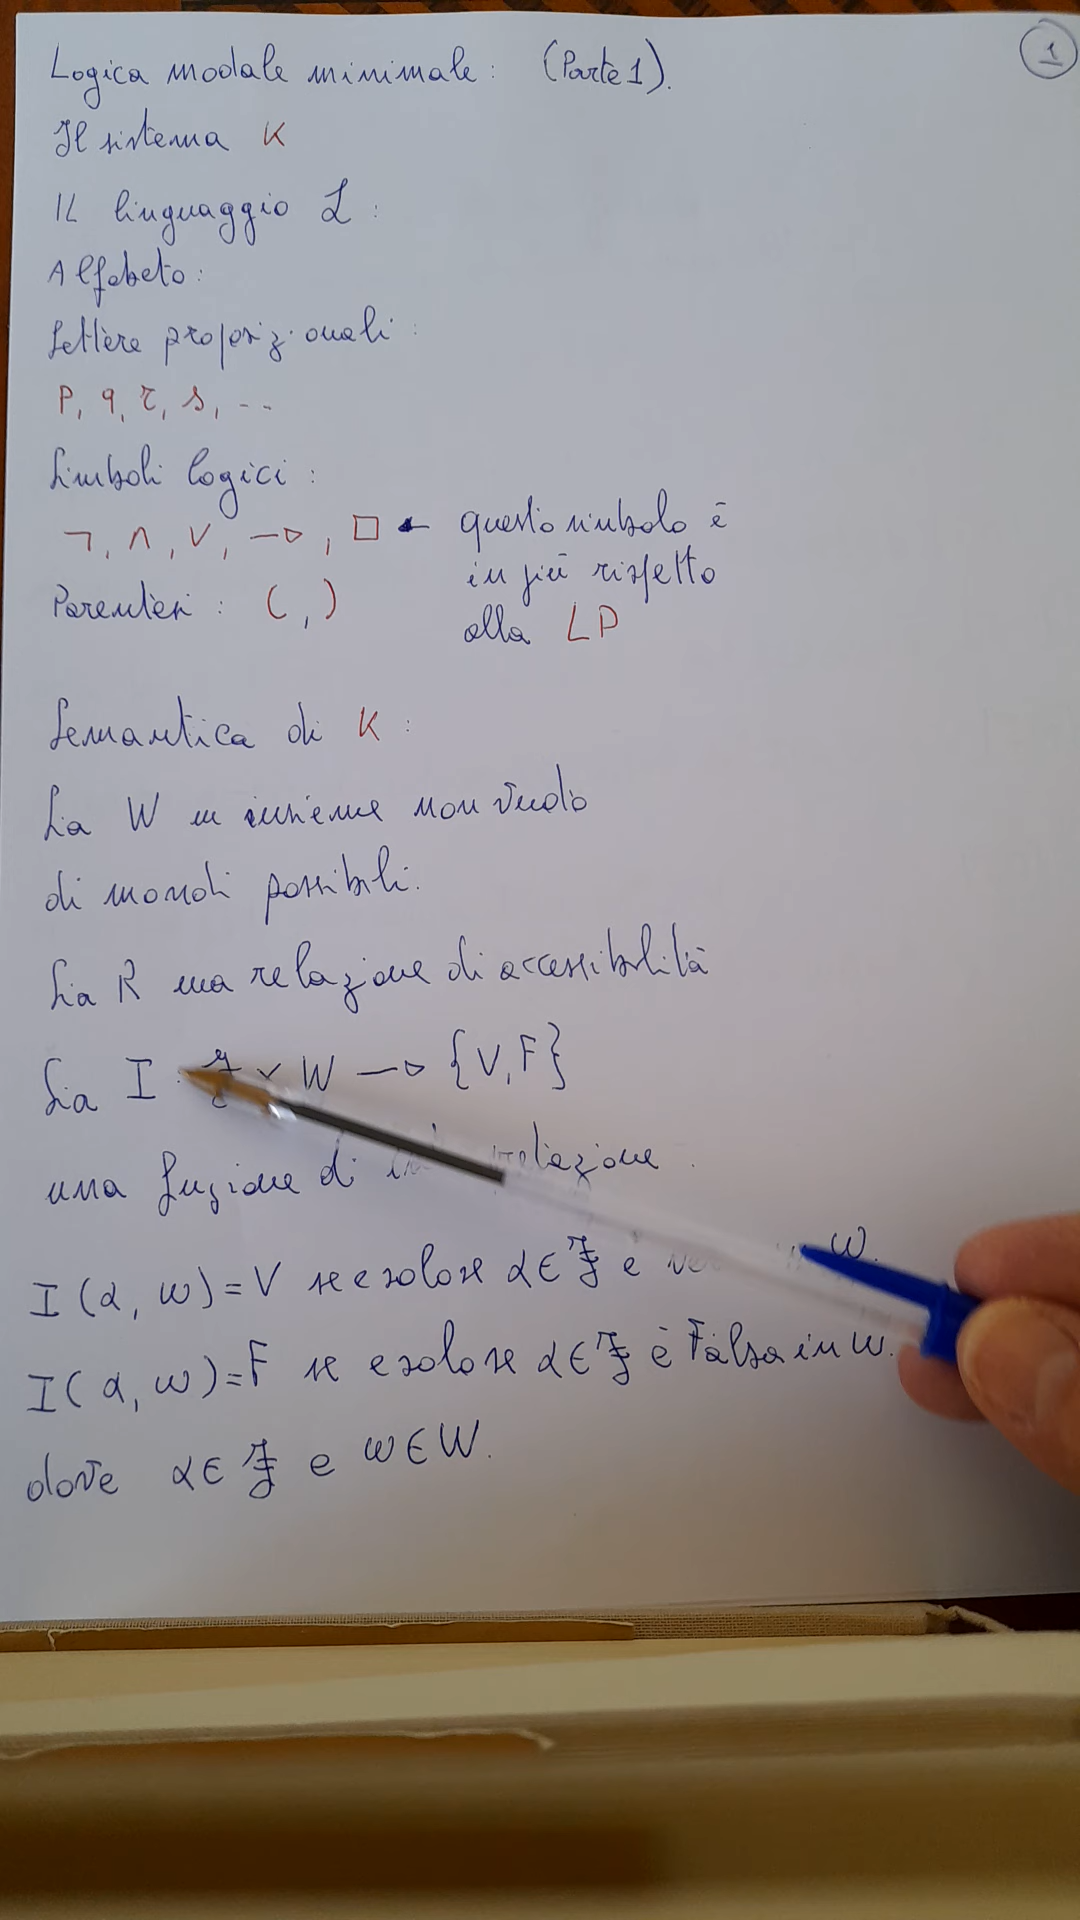 1
Logica modale minimale: (Parte 1).
Il sistema K
IL linguaggio L:
Alfabeto:
Lettere proposizionali:
p, q, r, s, --
Simboli logici:
¬, ∧, ∨, →, □ ← questo simbolo è
in più rispetto
alla LP
Parentesi: (, )
Semantica di K:
Sia W un insieme non vuoto
di mondi possibili.
Sia R una relazione di accessibilità
Sia I : F × W → {V, F}
una funzione di
I(α, w) = V se e solo se α ∈ F è w.
I(α, w) = F se e solo se α ∈ F è Falsa in w.
dove α ∈ F e w ∈ W.